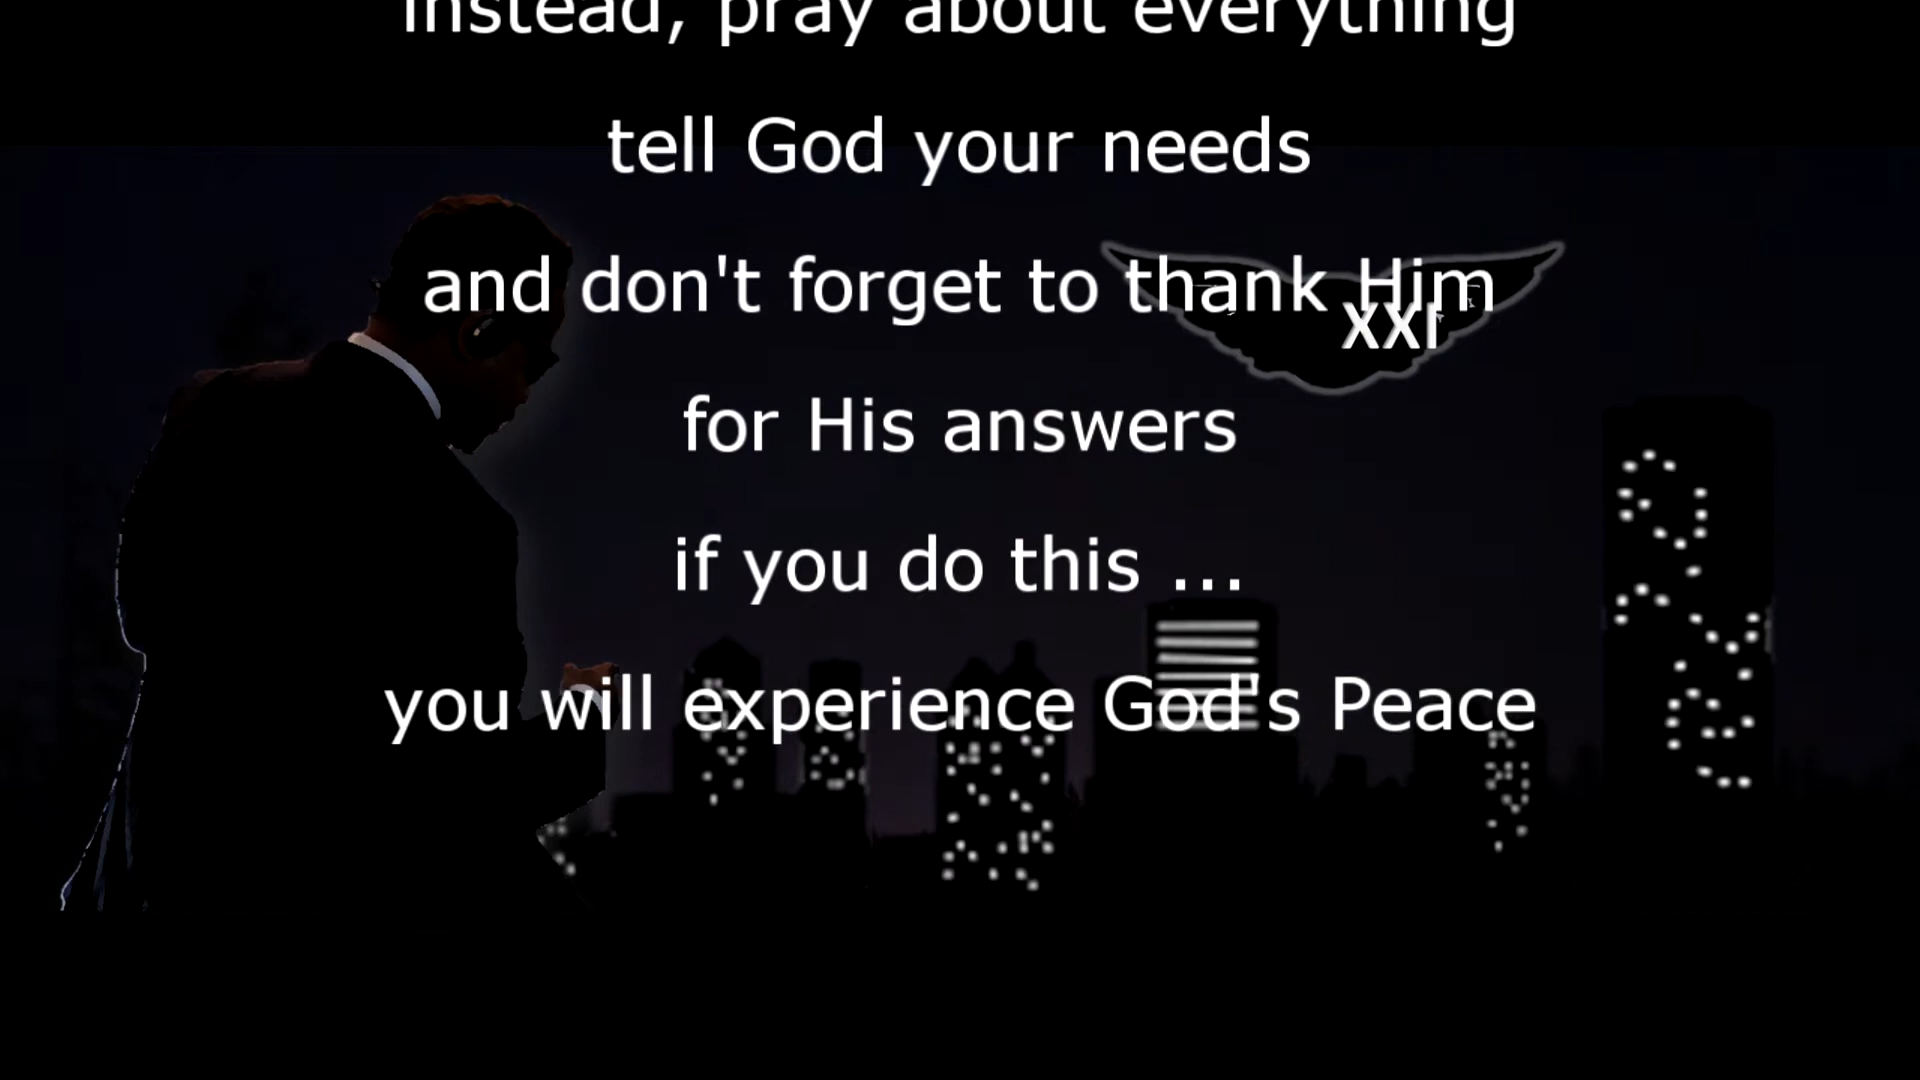 instead, pray about everything
tell God your needs
and don't forget to thank Him
XXI
for His answers
if you do this ...
you will experience God's Peace